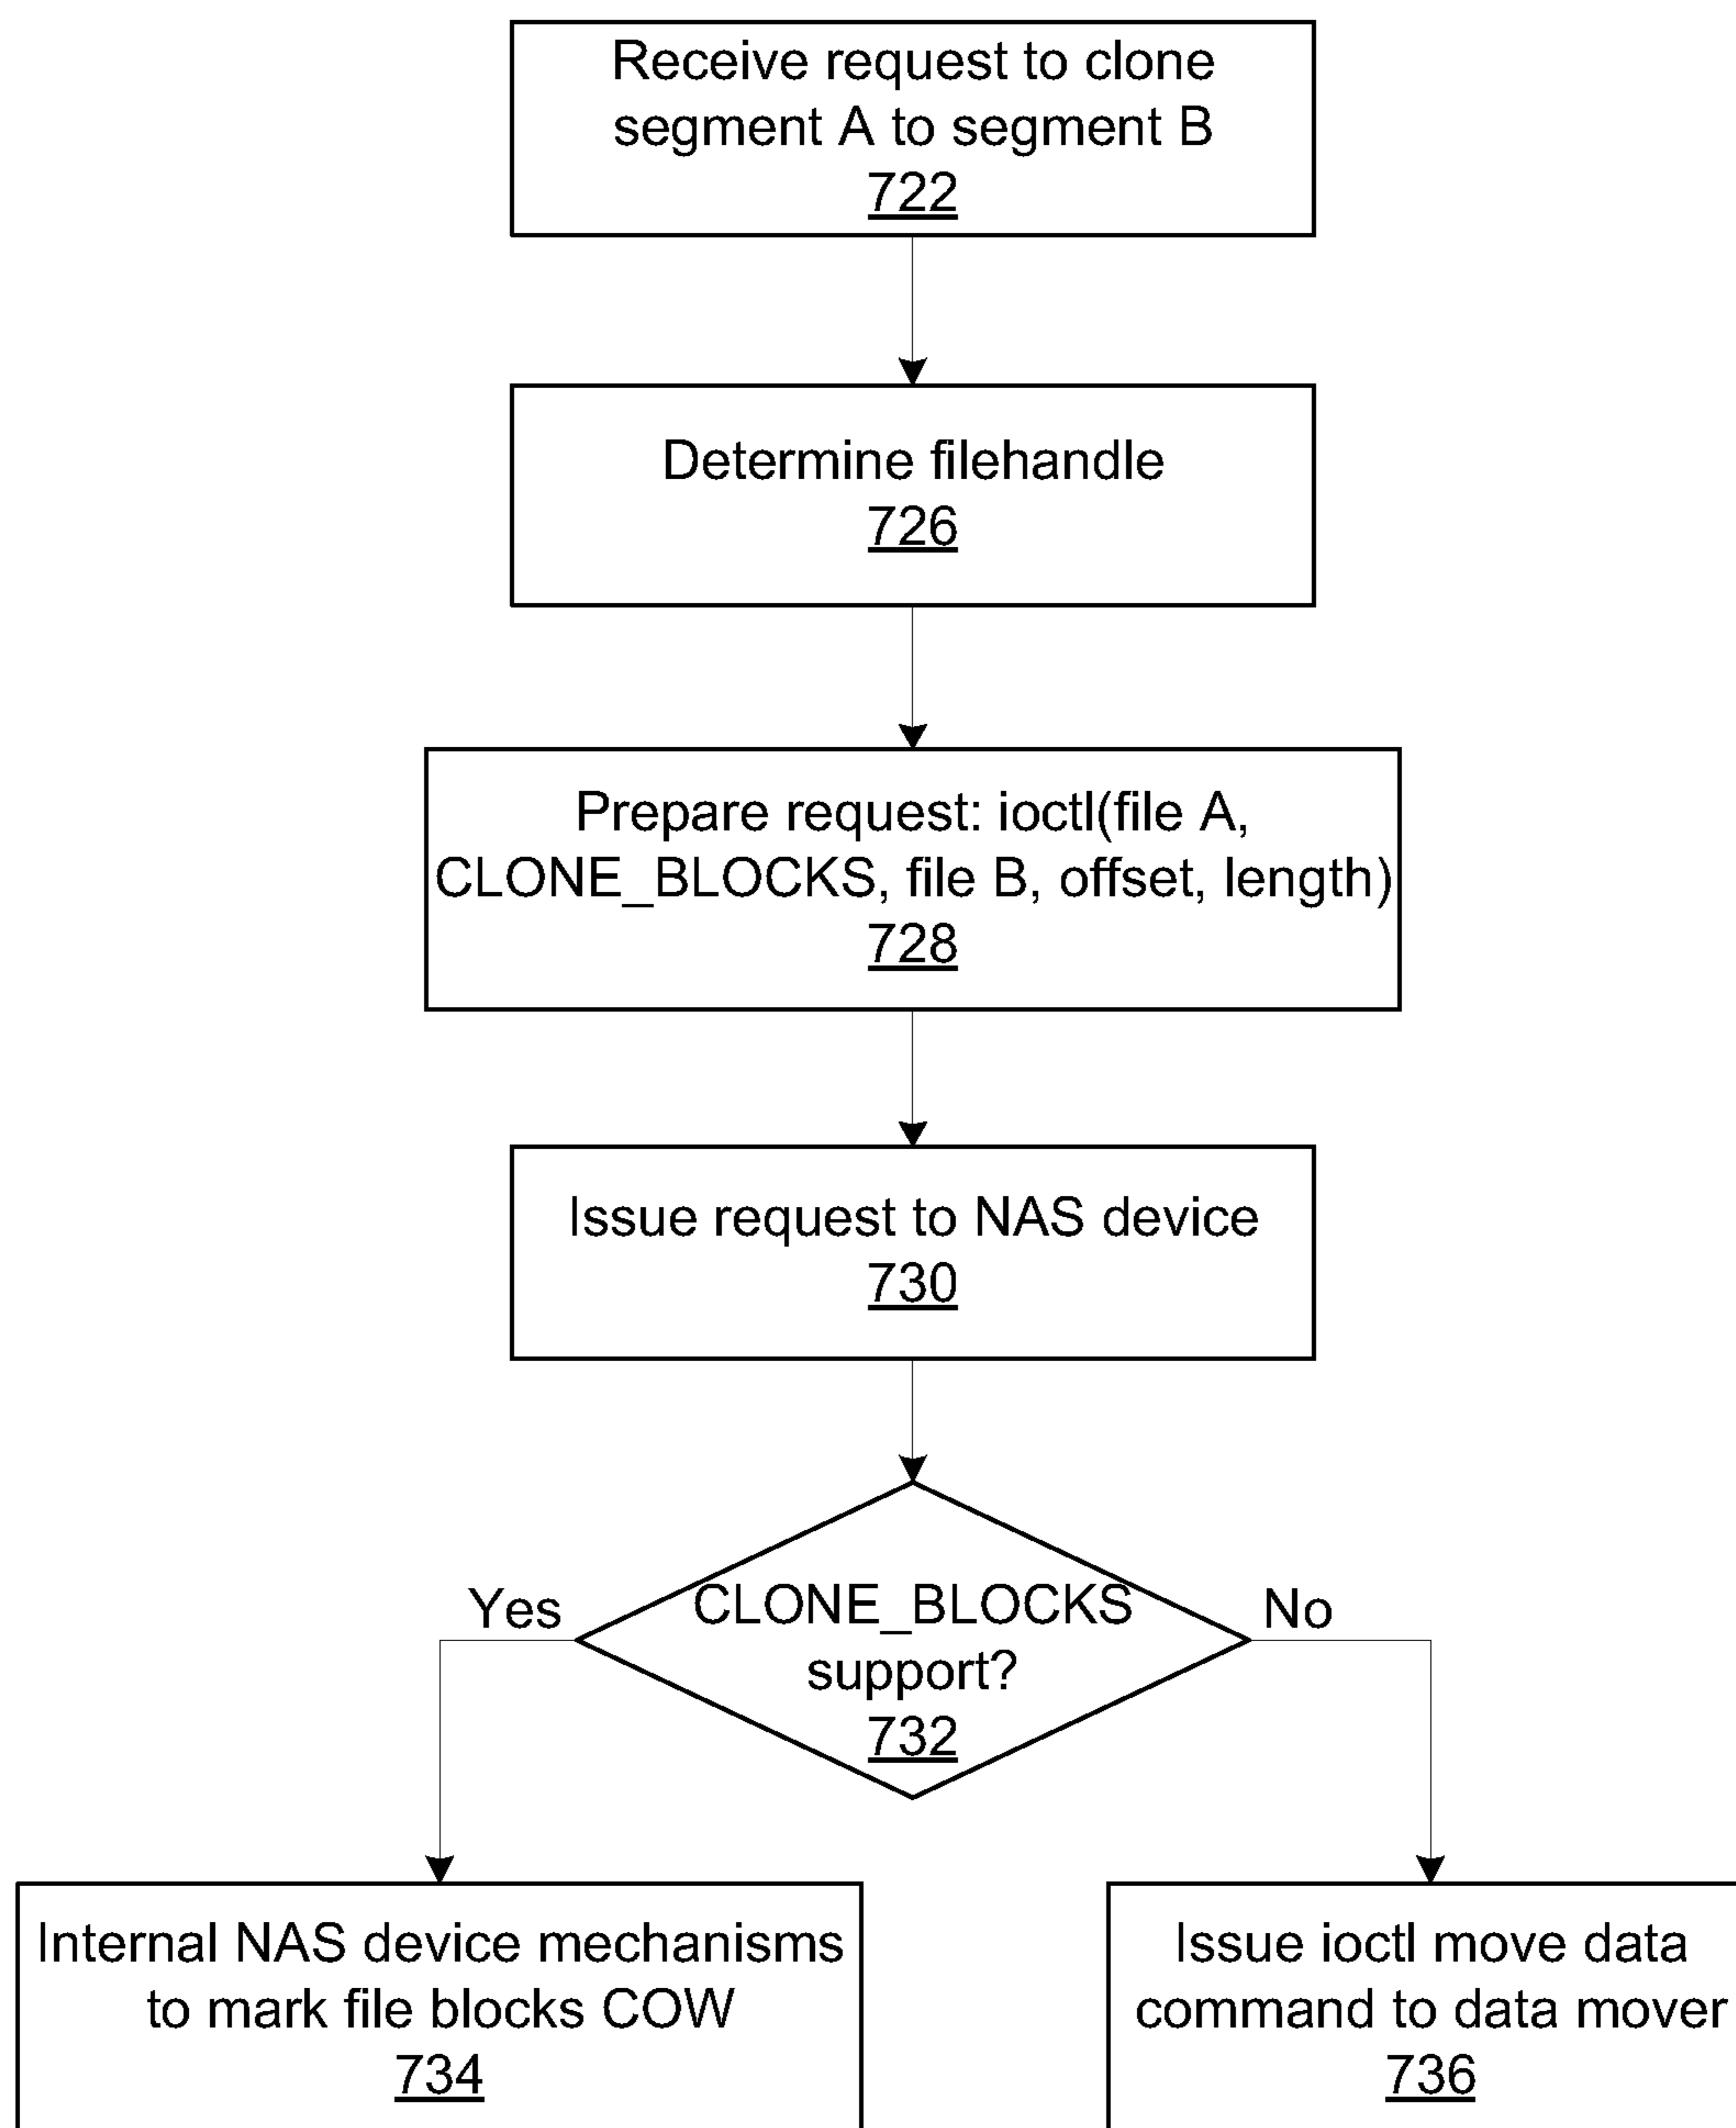 Receive request to clone
segment A to segment B
722
Determine filehandle
726
Prepare request: ioctl(file A,
CLONE_BLOCKS, file B, offset, length)
728
Issue request to NAS device
730
CLONE_BLOCKS
support?
732
Yes
No
Internal NAS device mechanisms
to mark file blocks COW
734
Issue ioctl move data
command to data mover
736